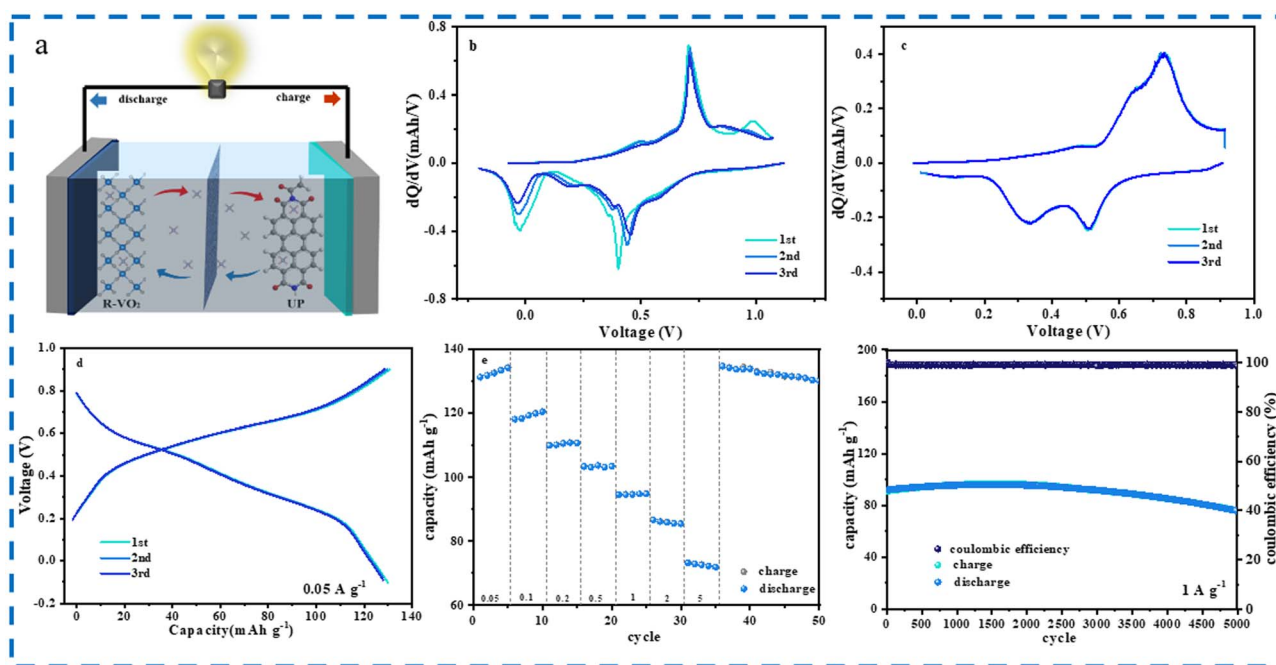 a
discharge
charge
R-VO₂
UP
b
dQ/dV(mAh/V)
0.8
0.4
0.0
-0.4
-0.8
0.0
0.5
1.0
Voltage (V)
1st
2nd
3rd
c
dQ/dV(mAh/V)
0.4
0.2
0.0
-0.2
-0.4
0.0
0.2
0.4
0.6
0.8
1.0
Voltage (V)
1st
2nd
3rd
d
Voltage (V)
1.0
0.8
0.6
0.4
0.2
0.0
-0.2
0
20
40
60
80
100
120
140
Capacity(mAh g⁻¹)
1st
2nd
3rd
0.05 A g⁻¹
e
capacity (mAh g⁻¹)
140
120
100
80
60
0
10
20
30
40
50
cycle
charge
discharge
0.05
0.1
0.2
0.5
1
2
5
capacity (mAh g⁻¹)
200
160
120
80
40
0
0
500
1000
1500
2000
2500
3000
3500
4000
4500
5000
cycle
coulombic efficiency
charge
discharge
1 A g⁻¹
100
80
60
40
20
0
coulombic efficiency (%)